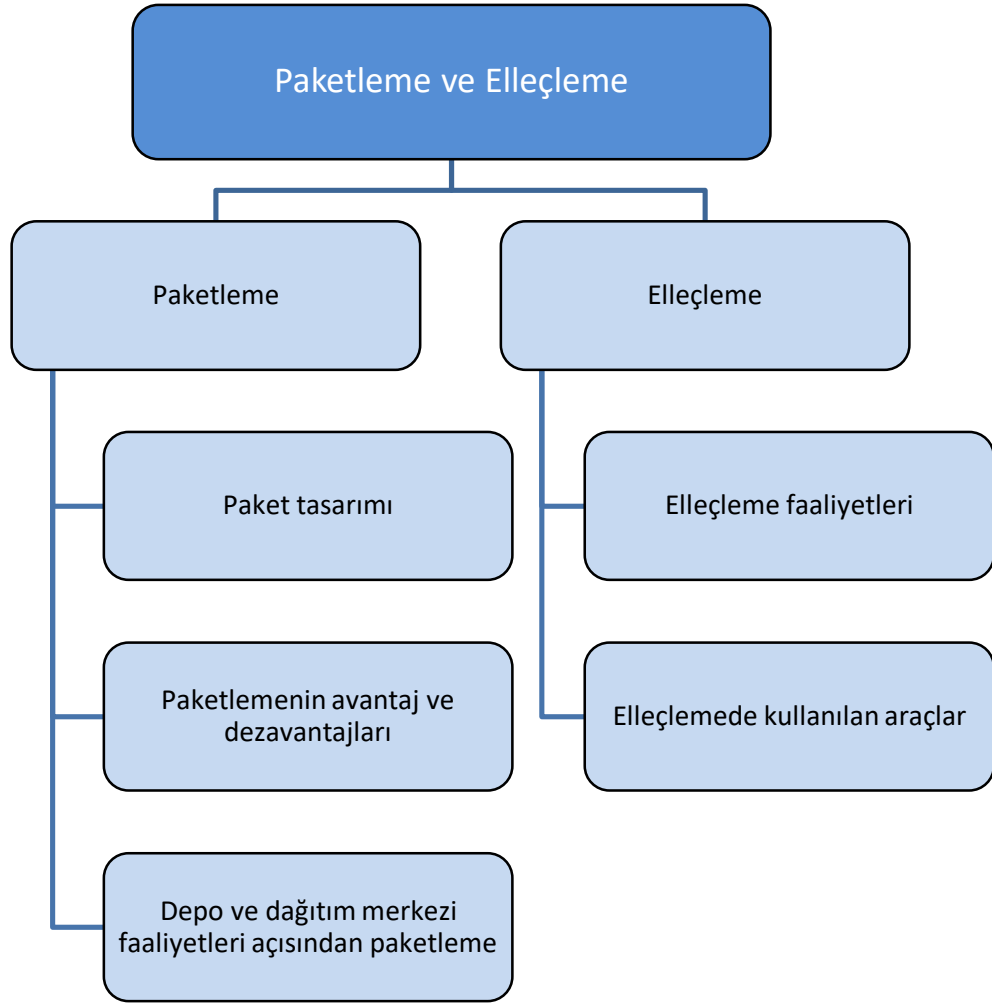 Paketleme ve Elleçleme
Paketleme
Elleçleme
Paket tasarımı
Elleçleme faaliyetleri
Paketlemenin avantaj ve
dezavantajları
Elleçlemede kullanılan araçlar
Depo ve dağıtım merkezi
faaliyetleri açısından paketleme